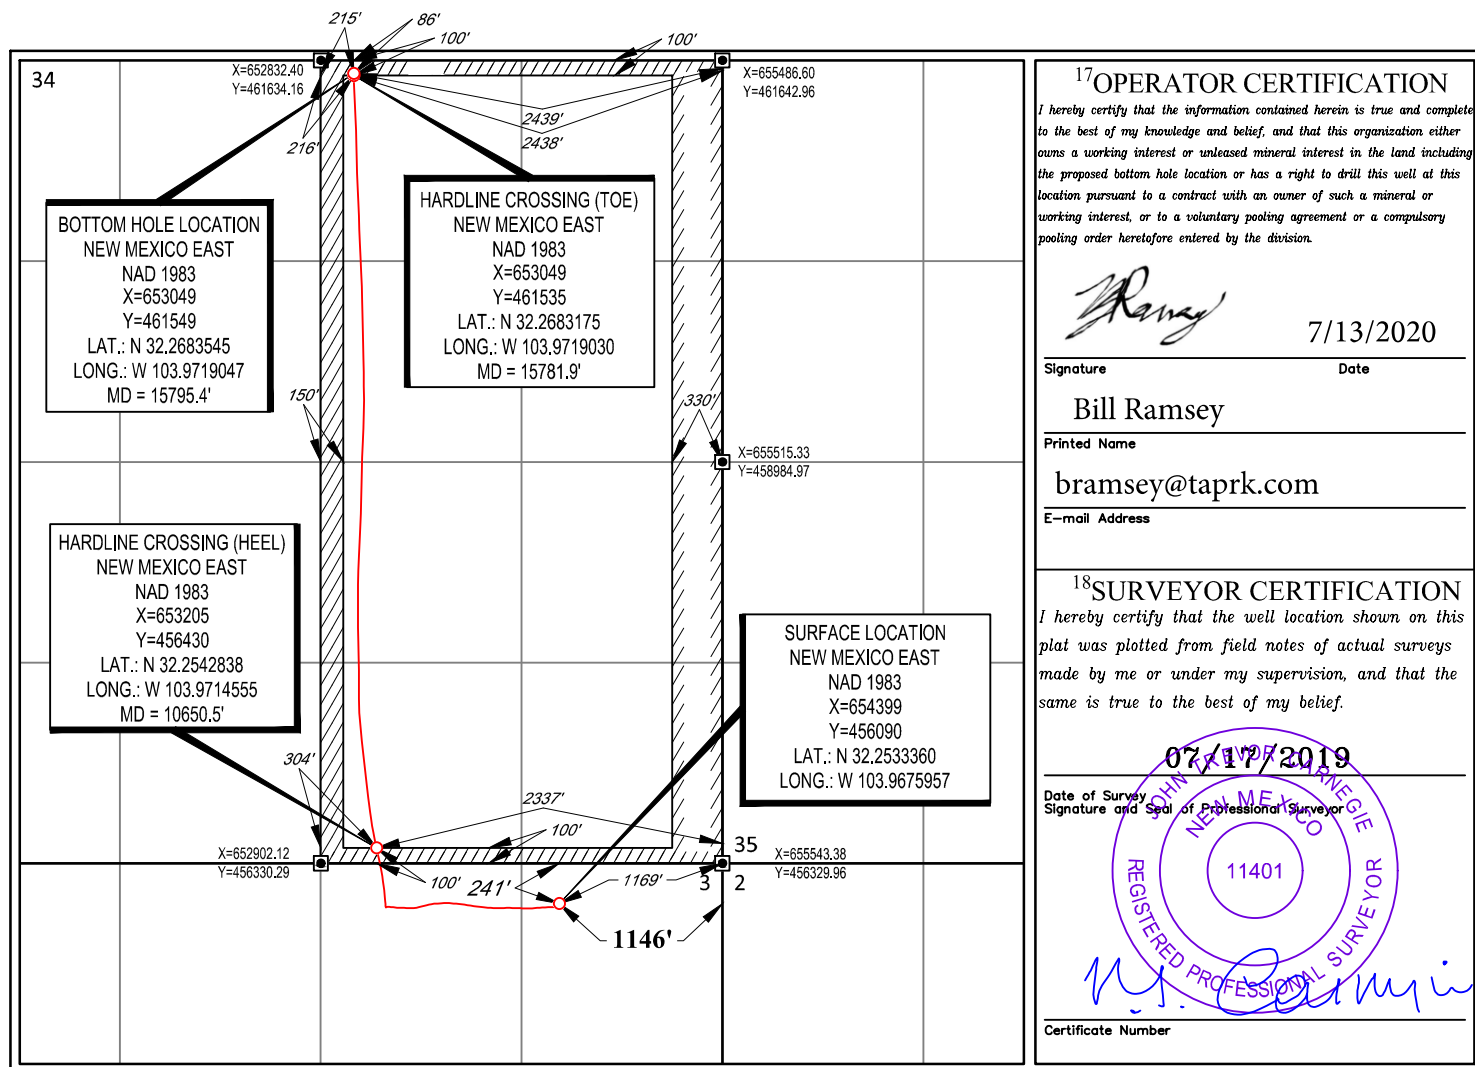 215'
86'
100'
100'
34
X=652832.40
Y=461634.16
X=655486.60
Y=461642.96
2439'
2438'
216'
BOTTOM HOLE LOCATION
NEW MEXICO EAST
NAD 1983
X=653049
Y=461549
LAT.: N 32.2683545
LONG.: W 103.9719047
MD = 15795.4'
HARDLINE CROSSING (TOE)
NEW MEXICO EAST
NAD 1983
X=653049
Y=461535
LAT.: N 32.2683175
LONG.: W 103.9719030
MD = 15781.9'
150'
330'
X=655515.33
Y=458984.97
HARDLINE CROSSING (HEEL)
NEW MEXICO EAST
NAD 1983
X=653205
Y=456430
LAT.: N 32.2542838
LONG.: W 103.9714555
MD = 10650.5'
SURFACE LOCATION
NEW MEXICO EAST
NAD 1983
X=654399
Y=456090
LAT.: N 32.2533360
LONG.: W 103.9675957
304'
2337'
100'
35
X=652902.12
Y=456330.29
X=655543.38
Y=456329.96
100'
241'
1169'
3
2
1146'
17 OPERATOR CERTIFICATION
I hereby certify that the information contained herein is true and complete
to the best of my knowledge and belief, and that this organization either
owns a working interest or unleased mineral interest in the land including
the proposed bottom hole location or has a right to drill this well at this
location pursuant to a contract with an owner of such a mineral or
working interest, or to a voluntary pooling agreement or a compulsory
pooling order heretofore entered by the division.
7/13/2020
Signature
Date
Bill Ramsey
Printed Name
bramsey@taprk.com
E-mail Address
18 SURVEYOR CERTIFICATION
I hereby certify that the well location shown on this
plat was plotted from field notes of actual surveys
made by me or under my supervision, and that the
same is true to the best of my belief.
07/17/2019
Date of Survey
Signature and Seal of Professional Surveyor
JOHN TREVOR CARNEGIE
NEW MEXICO
11401
REGISTERED PROFESSIONAL SURVEYOR
Certificate Number